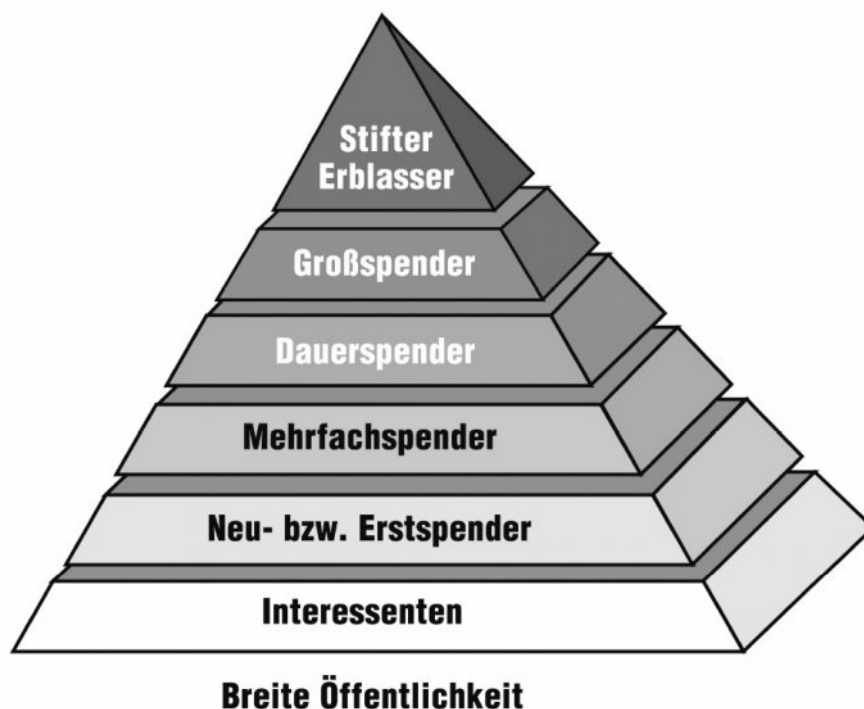 Stifter
Erblasser
Großspender
Dauerspender
Mehrfachspender
Neu- bzw. Erstspender
Interessenten
Breite Öffentlichkeit